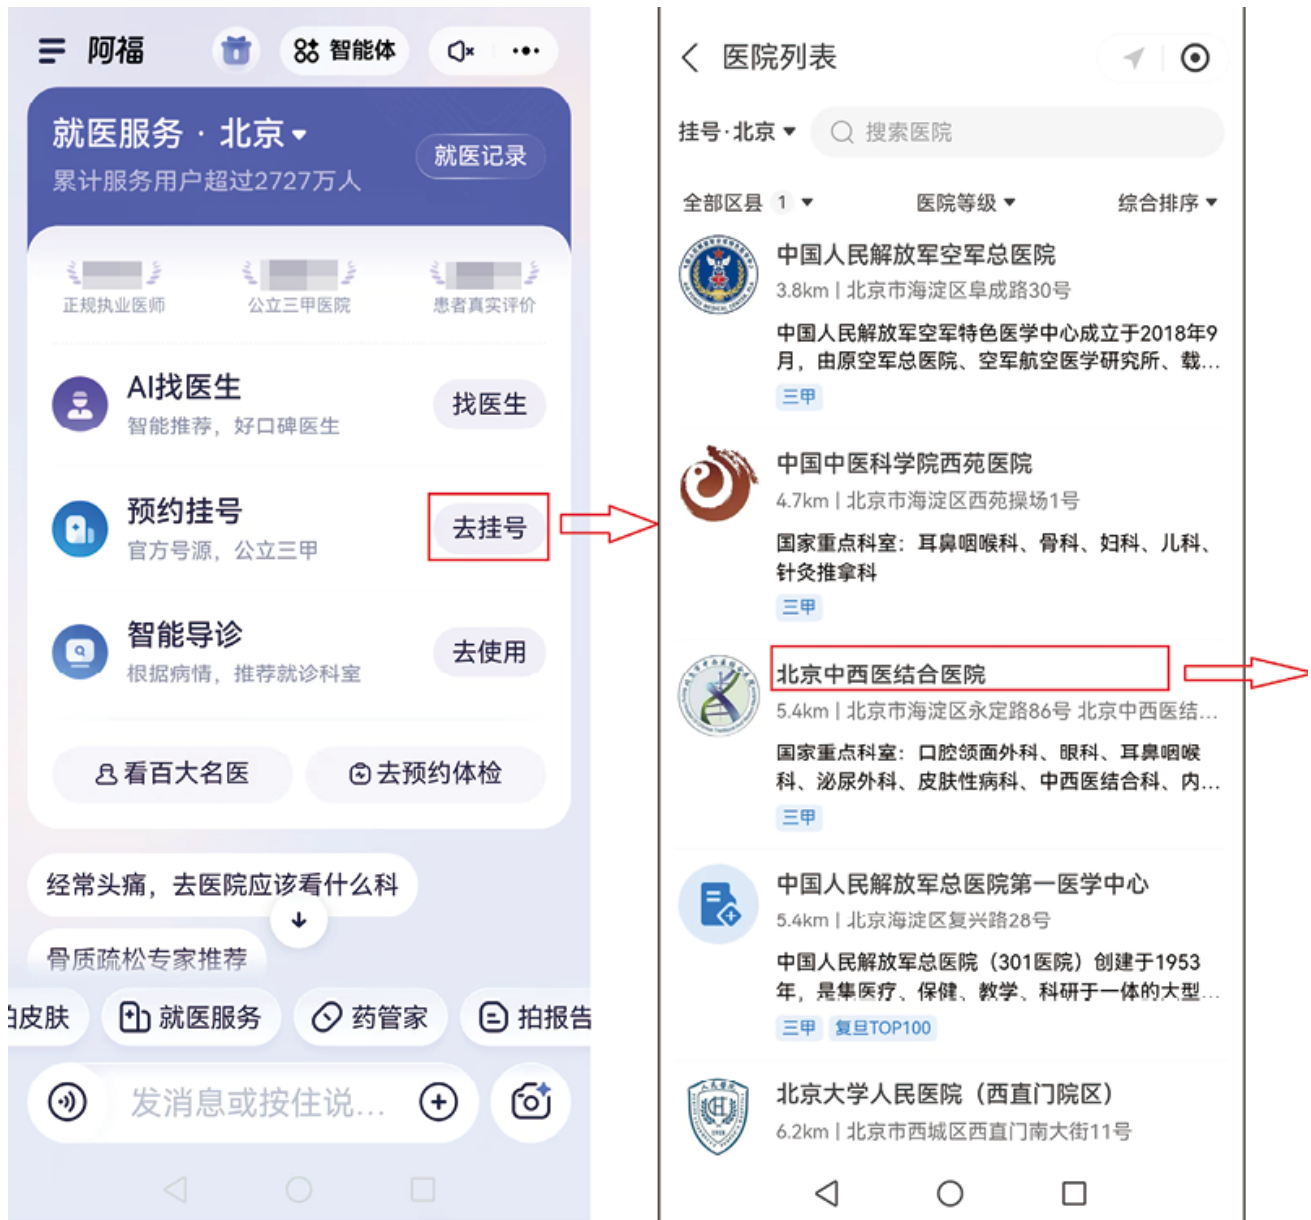 阿福
智能体
就医服务 · 北京
就医记录
累计服务用户超过2727万人
正规执业医师
公立三甲医院
患者真实评价
AI找医生
智能推荐，好口碑医生
找医生
预约挂号
官方号源，公立三甲
去挂号
智能导诊
根据病情，推荐就诊科室
去使用
看百大名医
去预约体检
经常头痛，去医院应该看什么科
骨质疏松专家推荐
皮肤
就医服务
药管家
拍报告
发消息或按住说...
医院列表
挂号·北京
搜索医院
全部区县 1
医院等级
综合排序
中国人民解放军空军总医院
3.8km | 北京市海淀区阜成路30号
中国人民解放军空军特色医学中心成立于2018年9
月，由原空军总医院、空军航空医学研究所、载...
三甲
中国中医科学院西苑医院
4.7km | 北京市海淀区西苑操场1号
国家重点科室：耳鼻咽喉科、骨科、妇科、儿科、
针灸推拿科
三甲
北京中西医结合医院
5.4km | 北京市海淀区永定路86号 北京中西医结...
国家重点科室：口腔颌面外科、眼科、耳鼻咽喉
科、泌尿外科、皮肤性病科、中西医结合科、内...
三甲
中国人民解放军总医院第一医学中心
5.4km | 北京海淀区复兴路28号
中国人民解放军总医院（301医院）创建于1953
年，是集医疗、保健、教学、科研于一体的大型...
三甲 复旦TOP100
北京大学人民医院（西直门院区）
6.2km | 北京市西城区西直门南大街11号